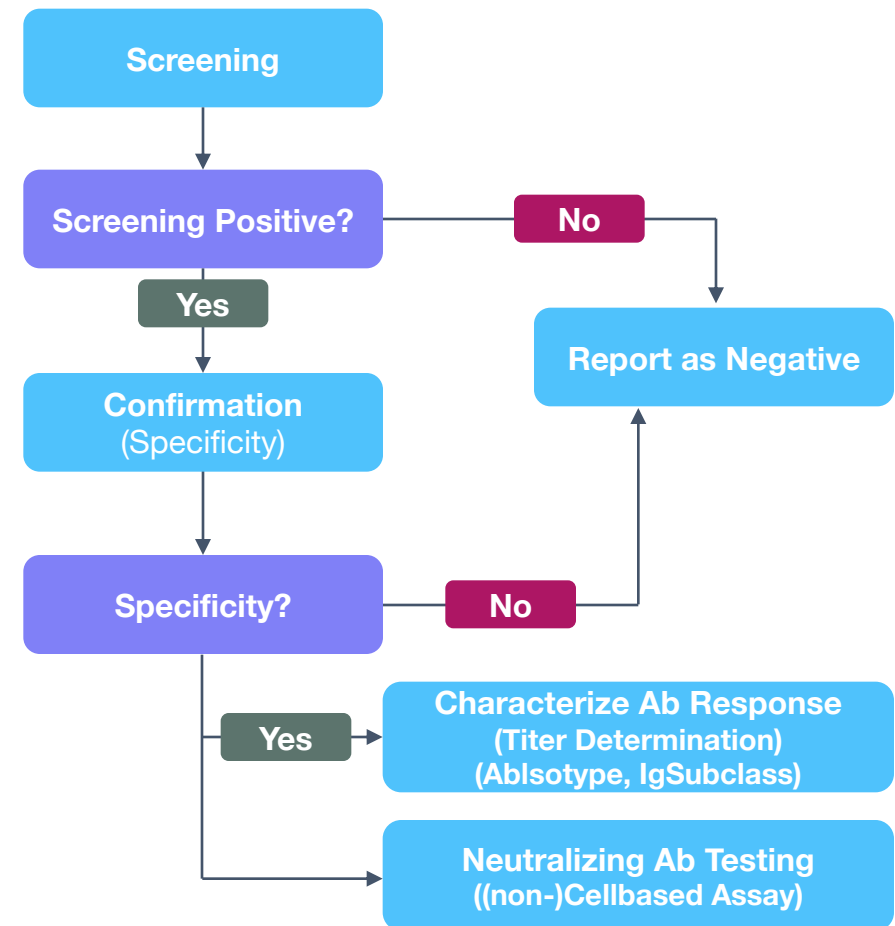 Screening
Screening Positive?
No
Yes
Report as Negative
Confirmation
(Specificity)
Specificity?
No
Characterize Ab Response
(Titer Determination)
(AbIsotype, IgSubclass)
Yes
Neutralizing Ab Testing
((non-)Cellbased Assay)